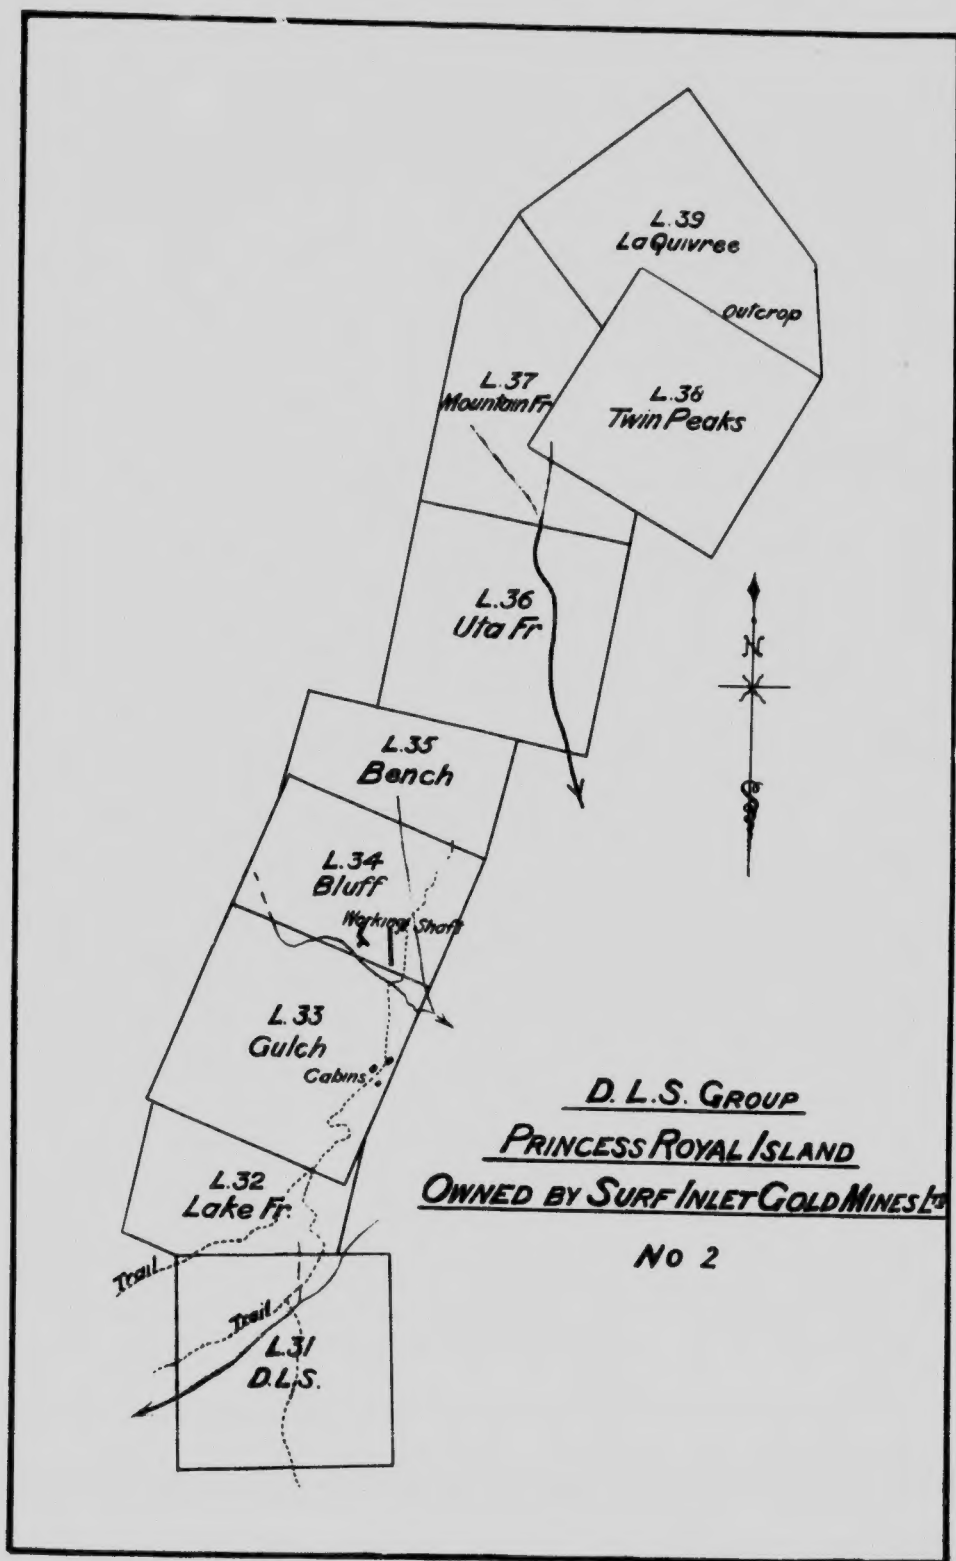 L.39
La Quivree
Outcrop
L.37
Mountain Fr
L.38
Twin Peaks
L.36
Uta Fr
N
S
L.35
Bench
L.34
Bluff
Working Shaft
L.33
Gulch
Cabins
L.32
Lake Fr.
Trail
Trail
L.31
D.L.S.
D. L. S. GROUP
PRINCESS ROYAL ISLAND
OWNED BY SURF INLET GOLD MINES LTD
No 2